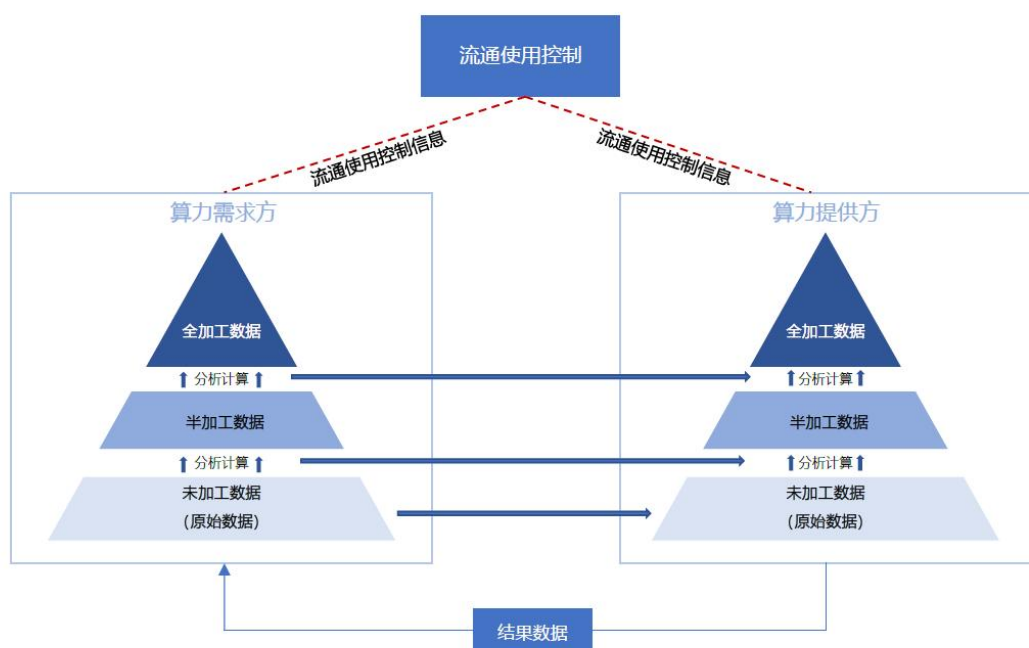 流通使用控制
流通使用控制信息
流通使用控制信息
算力需求方
算力提供方
全加工数据
全加工数据
分析计算
分析计算
半加工数据
半加工数据
分析计算
分析计算
未加工数据
(原始数据)
未加工数据
(原始数据)
结果数据